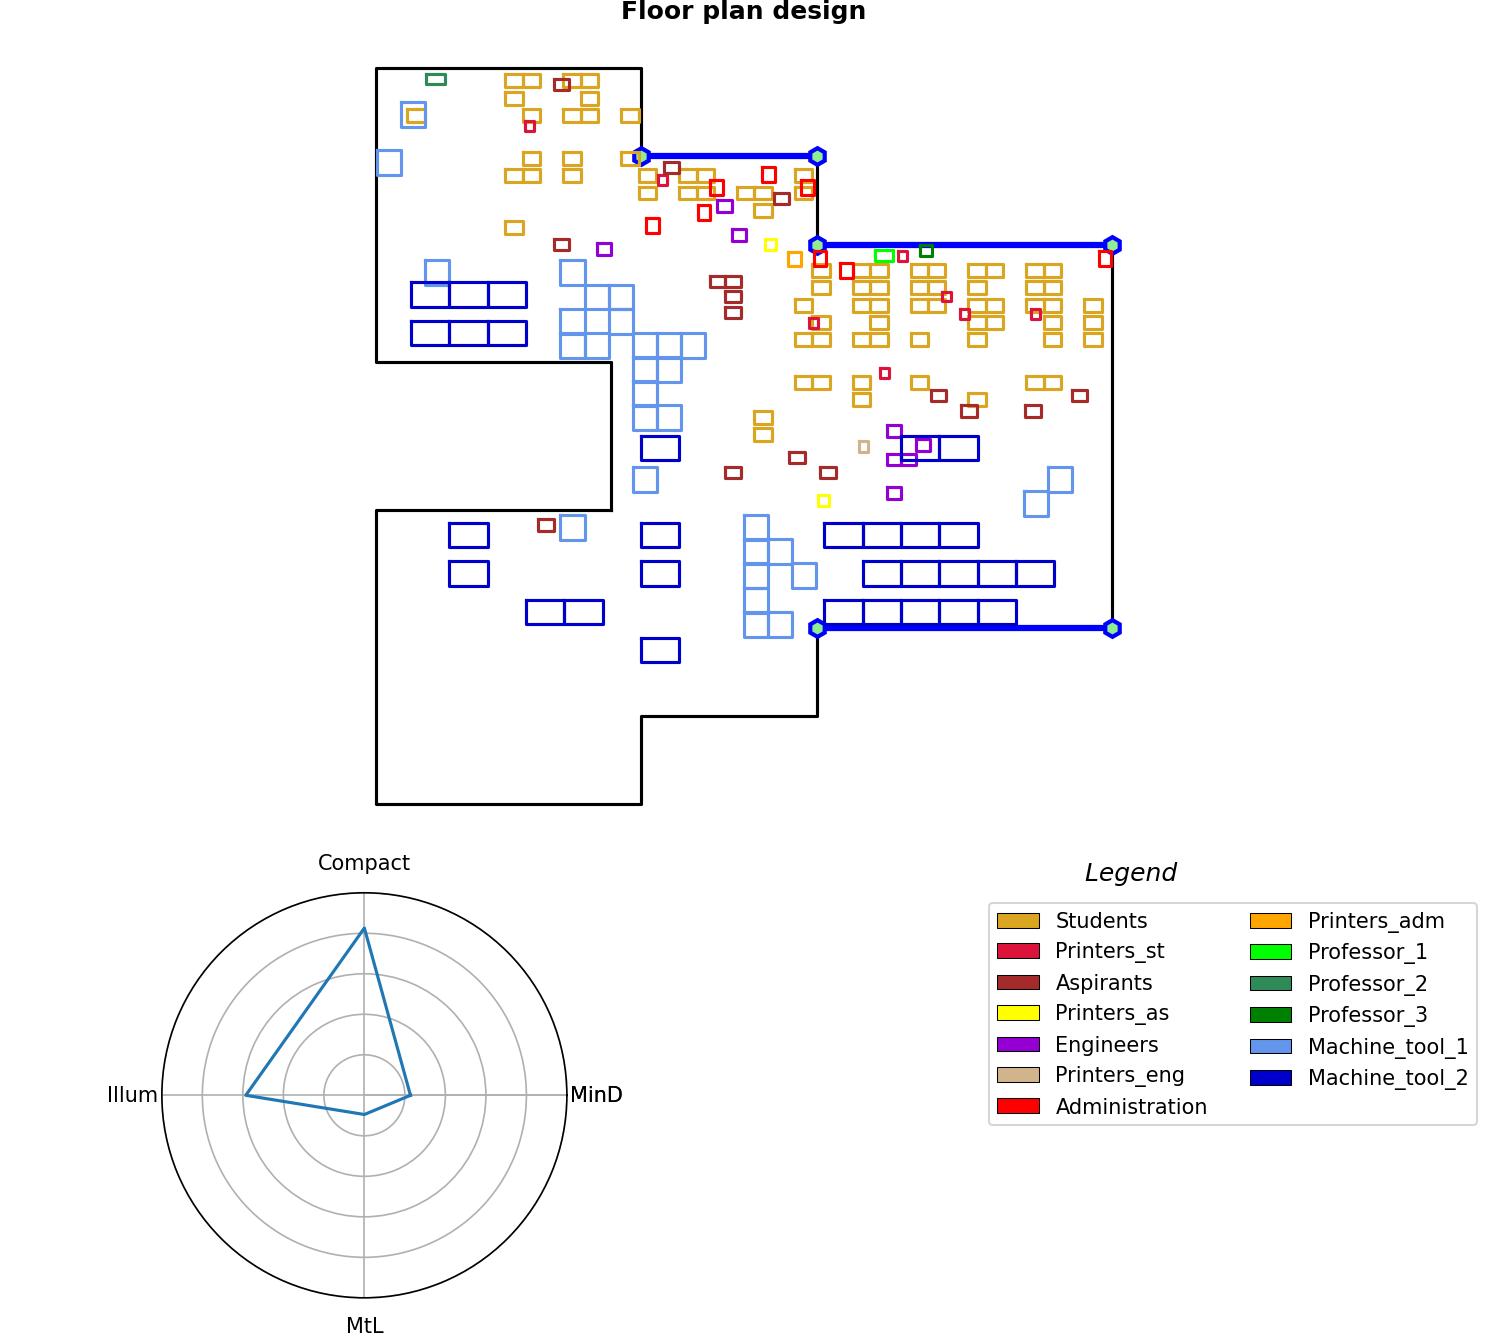 Floor plan design
Compact
Illum
MinD
MtL
Legend
Students
Printers_st
Aspirants
Printers_as
Engineers
Printers_eng
Administration
Printers_adm
Professor_1
Professor_2
Professor_3
Machine_tool_1
Machine_tool_2